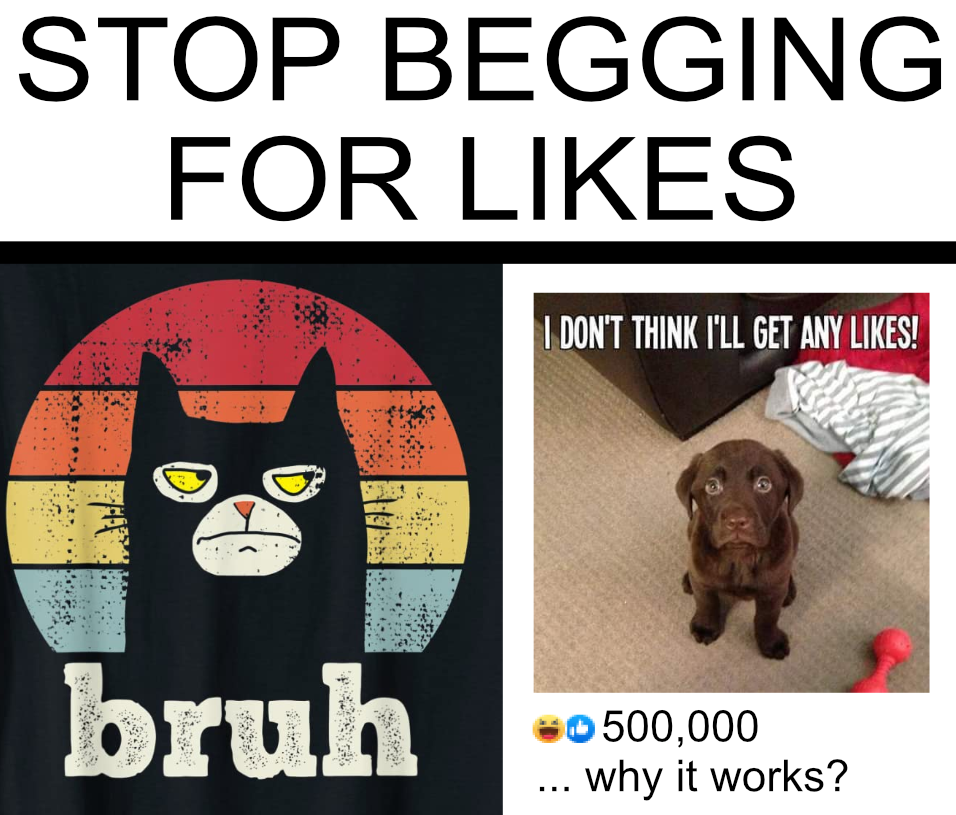 STOP BEGGING
FOR LIKES
bruh
I DON'T THINK I'LL GET ANY LIKES!
500,000
... why it works?